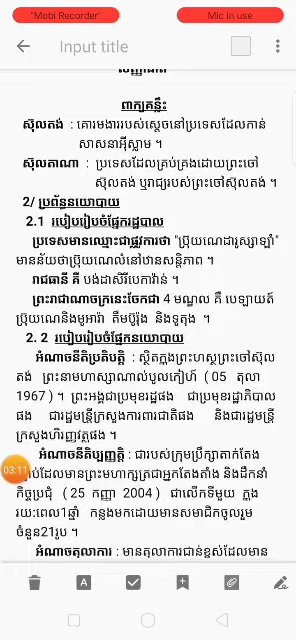 "Mobi Recorder"
Mic in use
Input title
ពាក្យគន្លឹះ
ស៊ុលតង់ : គោរមងាររបស់ស្ដេចនៅប្រទេសដែលកាន់
សាសនាអ៊ីស្លាម ។
ស៊ុលតាណា : ប្រទេសដែលគ្រប់គ្រងដោយព្រះចៅ
ស៊ុលតង់ ឬរាជ្យរបស់ព្រះចៅស៊ុលតង់ ។
2/ ប្រព័ន្ធនយោបាយ
2.1 របៀបរៀបចំផ្នែករដ្ឋបាល
ប្រទេសមានឈ្មោះជាផ្លូវការថា "ប្រ៊ុយណេដារូស្សាឡាំ"
មានន័យថាប្រ៊ុយណេលំនៅឋានសន្តិភាព ។
រាជធានី គឺ បង់ដាសឺរីបេកាវ៉ាន់ ។
ព្រះរាជាណាចក្រនេះចែកជា 4 មណ្ឌល គឺ បេឡាយត៍
ប្រ៊ុយណេនិងមូអារ៉ា តឹមប៊ូរ៉ុង និងទូតុង ។
2. 2 របៀបរៀបចំផ្នែកនយោបាយ
អំណាចនីតិប្រតិបត្តិ : ស្ថិតក្នុងព្រះហស្ថព្រះចៅស៊ុល
តង់ ព្រះនាមហាស្សាណាល់បូលកៀហ៍ (05 តុលា
1967) ។ ព្រះអង្គជាប្រមុខរដ្ឋផង ជាប្រមុខរដ្ឋាភិបាល
ផង ជារដ្ឋមន្ត្រីក្រសួងការពារជាតិផង និងជារដ្ឋមន្ត្រី
ក្រសួងហិរញ្ញវត្ថុផង ។
អំណាចនីតិប្បញ្ញត្តិ : ជារបស់ក្រុមប្រឹក្សាតាក់តែង
ច្បាប់ដែលមានព្រះមហាក្សត្រជាអ្នកតែងតាំង និងដឹកនាំ
កិច្ចប្រជុំ (25 កញ្ញា 2004) ជាលើកទីមួយ ក្នុង
រយៈពេល1ឆ្នាំ កន្លងមកដោយមានសមាជិកចូលរួម
ចំនួន21រូប ។
អំណាចតុលាការ : មានតុលាការជាន់ខ្ពស់ដែលមាន
03:11